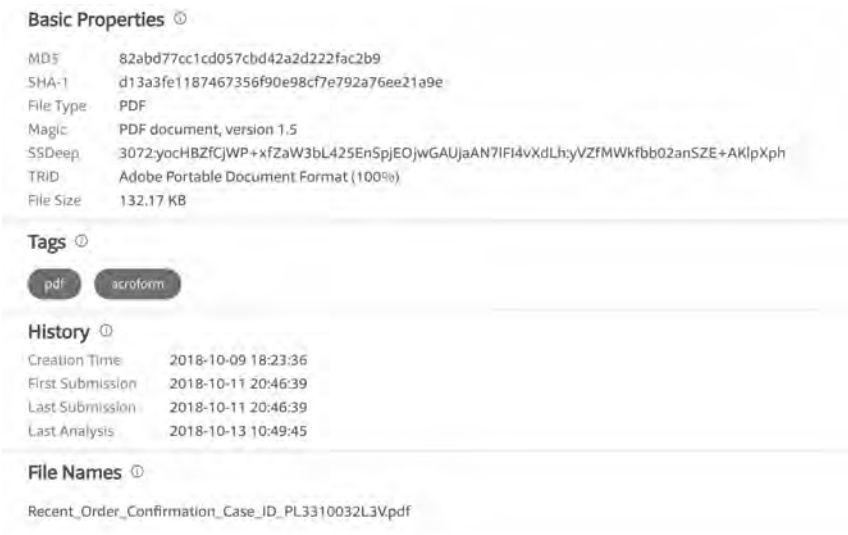 Basic Properties
MD5 82abd77cc1cd057cbd42a2d222fac2b9
SHA-1 d13a3fe1187467356f90e98cf7e792a76ee21a9e
File Type PDF
Magic PDF document, version 1.5
SSDeep 3072:yocHBZfCjWP+xfZaW3bL425EnSpjEOjwGAUjaAN7lFI4vXdLh:yVZfMWkfbb02anSZE+AKlpXph
TRiD Adobe Portable Document Format (100%)
File Size 132.17 KB
Tags
pdf acroform
History
Creation Time 2018-10-09 18:23:36
First Submission 2018-10-11 20:46:39
Last Submission 2018-10-11 20:46:39
Last Analysis 2018-10-13 10:49:45
File Names
Recent_Order_Confirmation_Case_ID_PL3310032L3V.pdf